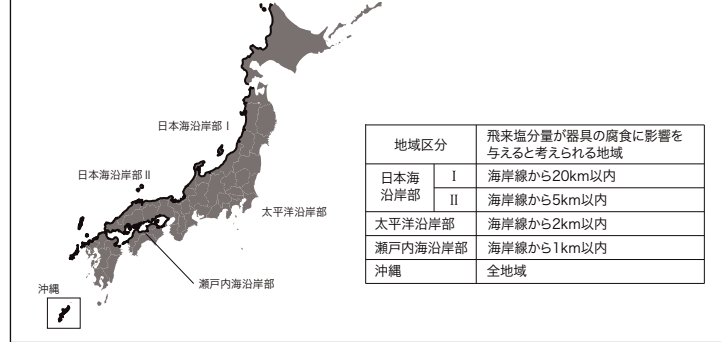 日本海沿岸部Ⅰ
日本海沿岸部Ⅱ
太平洋沿岸部
瀬戸内海沿岸部
沖縄
地域区分 飛来塩分量が器具の腐食に影響を
与えると考えられる地域
日本海
沿岸部
Ⅰ 海岸線から20km以内
Ⅱ 海岸線から5km以内
太平洋沿岸部 海岸線から2km以内
瀬戸内海沿岸部 海岸線から1km以内
沖縄 全地域